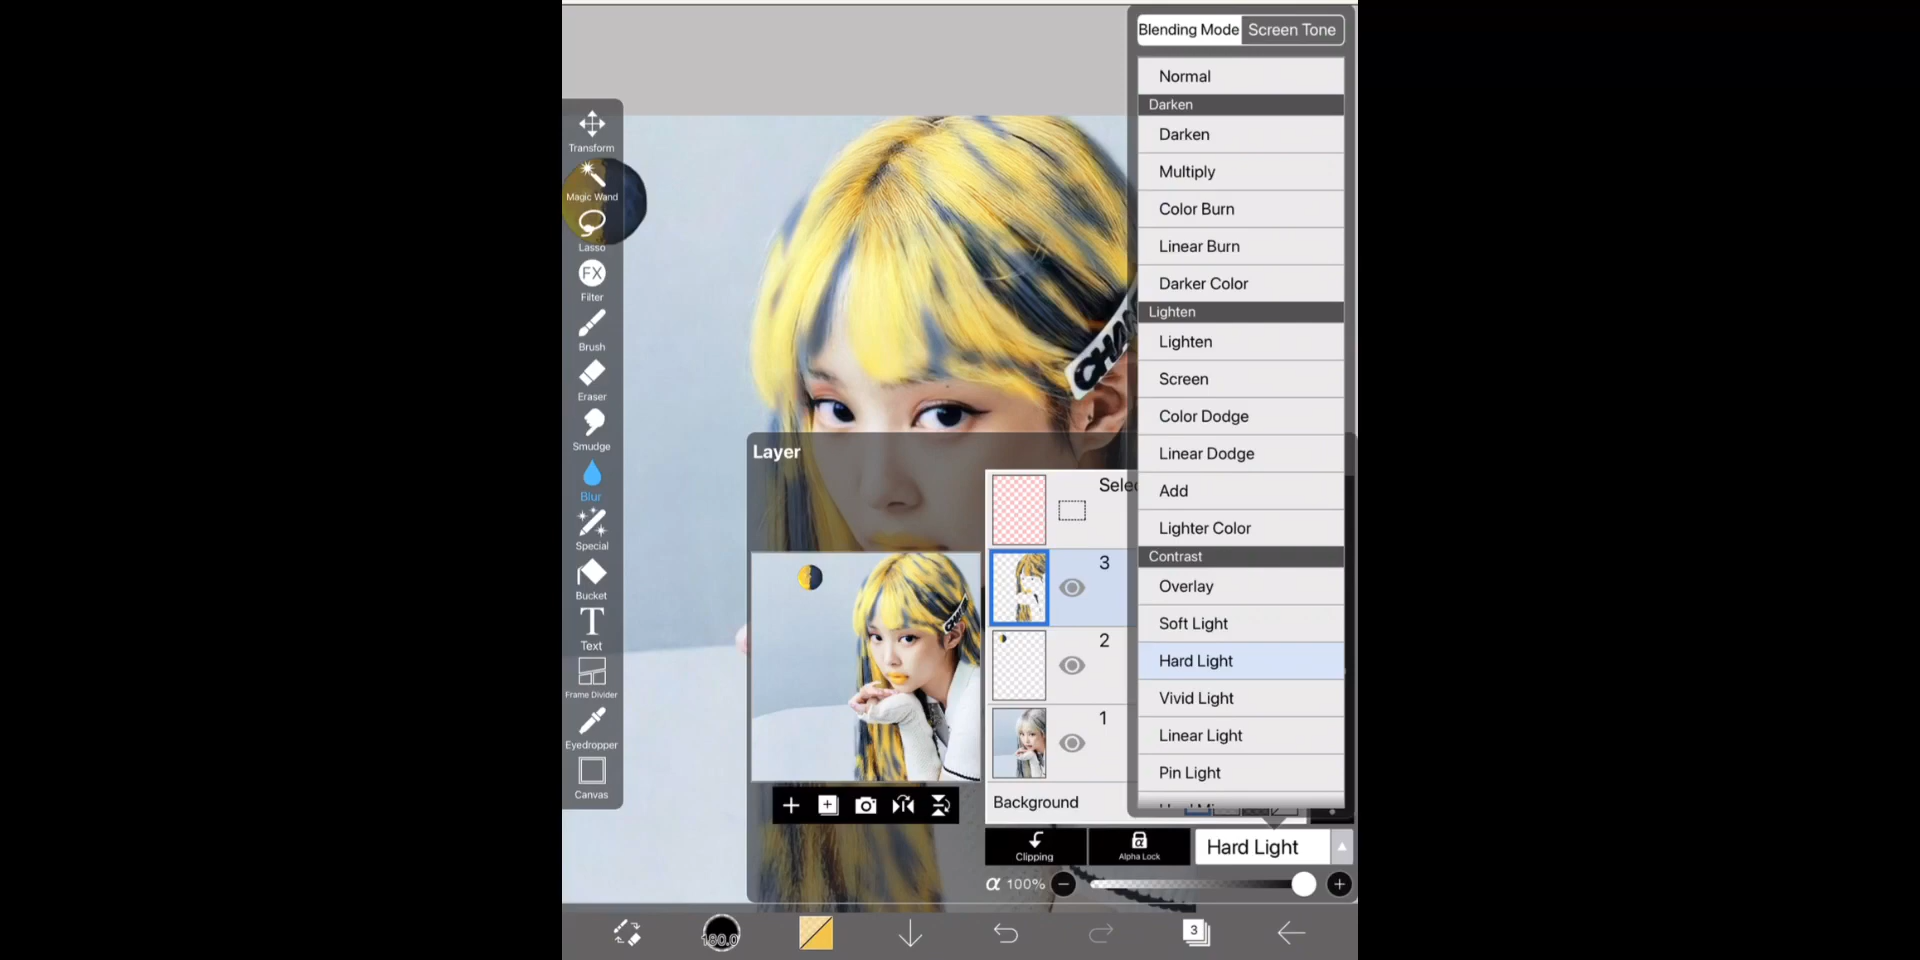 Blending Mode Screen Tone
Normal
Darken
Darken
Multiply
Color Burn
Linear Burn
Darker Color
Lighten
Lighten
Screen
Color Dodge
Linear Dodge
Add
Lighter Color
Contrast
Overlay
Soft Light
Hard Light
Vivid Light
Linear Light
Pin Light
Transform
Magic Wand
Lasso
FX
Filter
Brush
Eraser
Smudge
Blur
Special
Bucket
T
Text
Frame Divider
Eyedropper
Canvas
CHA
Layer
Selec
3
2
1
Background
Clipping
α
Alpha Lock
Hard Light
α 100%
180.0
3